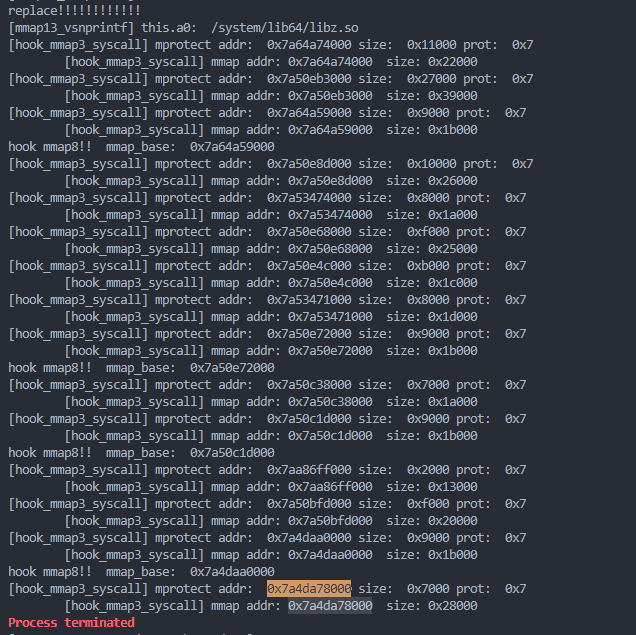 replace!!!!!!!!!!!!
[mmap13_vsnprintf] this.a0:  /system/lib64/libz.so
[hook_mmap3_syscall] mprotect addr:  0x7a64a74000 size:  0x11000 prot:  0x7
        [hook_mmap3_syscall] mmap addr: 0x7a64a74000  size: 0x22000
[hook_mmap3_syscall] mprotect addr:  0x7a50eb3000 size:  0x27000 prot:  0x7
        [hook_mmap3_syscall] mmap addr: 0x7a50eb3000  size: 0x39000
[hook_mmap3_syscall] mprotect addr:  0x7a64a59000 size:  0x9000 prot:  0x7
        [hook_mmap3_syscall] mmap addr: 0x7a64a59000  size: 0x1b000
hook mmap8!!  mmap_base:  0x7a64a59000
[hook_mmap3_syscall] mprotect addr:  0x7a50e8d000 size:  0x10000 prot:  0x7
        [hook_mmap3_syscall] mmap addr: 0x7a50e8d000  size: 0x26000
[hook_mmap3_syscall] mprotect addr:  0x7a53474000 size:  0x8000 prot:  0x7
        [hook_mmap3_syscall] mmap addr: 0x7a53474000  size: 0x1a000
[hook_mmap3_syscall] mprotect addr:  0x7a50e68000 size:  0xf000 prot:  0x7
        [hook_mmap3_syscall] mmap addr: 0x7a50e68000  size: 0x25000
[hook_mmap3_syscall] mprotect addr:  0x7a50e4c000 size:  0xb000 prot:  0x7
        [hook_mmap3_syscall] mmap addr: 0x7a50e4c000  size: 0x1c000
[hook_mmap3_syscall] mprotect addr:  0x7a53471000 size:  0x8000 prot:  0x7
        [hook_mmap3_syscall] mmap addr: 0x7a53471000  size: 0x1d000
[hook_mmap3_syscall] mprotect addr:  0x7a50e72000 size:  0x9000 prot:  0x7
        [hook_mmap3_syscall] mmap addr: 0x7a50e72000  size: 0x1b000
hook mmap8!!  mmap_base:  0x7a50e72000
[hook_mmap3_syscall] mprotect addr:  0x7a50c38000 size:  0x7000 prot:  0x7
        [hook_mmap3_syscall] mmap addr: 0x7a50c38000  size: 0x1a000
[hook_mmap3_syscall] mprotect addr:  0x7a50c1d000 size:  0x9000 prot:  0x7
        [hook_mmap3_syscall] mmap addr: 0x7a50c1d000  size: 0x1b000
hook mmap8!!  mmap_base:  0x7a50c1d000
[hook_mmap3_syscall] mprotect addr:  0x7aa86ff000 size:  0x2000 prot:  0x7
        [hook_mmap3_syscall] mmap addr: 0x7aa86ff000  size: 0x13000
[hook_mmap3_syscall] mprotect addr:  0x7a50bfd000 size:  0xf000 prot:  0x7
        [hook_mmap3_syscall] mmap addr: 0x7a50bfd000  size: 0x20000
[hook_mmap3_syscall] mprotect addr:  0x7a4daa0000 size:  0x9000 prot:  0x7
        [hook_mmap3_syscall] mmap addr: 0x7a4daa0000  size: 0x1b000
hook mmap8!!  mmap_base:  0x7a4daa0000
[hook_mmap3_syscall] mprotect addr:  0x7a4da78000 size:  0x7000 prot:  0x7
        [hook_mmap3_syscall] mmap addr: 0x7a4da78000  size: 0x28000
Process terminated